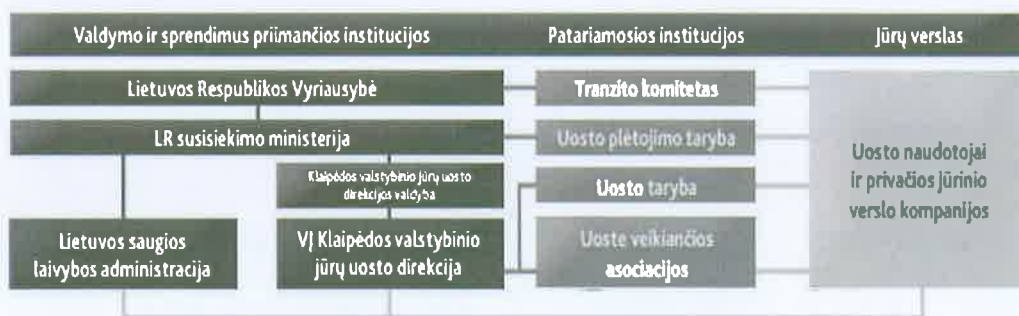 Valdymo ir sprendimus priimančios institucijos
Patariamosios institucijos
Jūrų verslas
Lietuvos Respublikos Vyriausybė
Tranzito komitetas
LR susisiekimo ministerija
Uosto plėtojimo taryba
Klaipėdos valstybinio jūrų uosto
direkcijos valdyba
Uosto taryba
Uosto naudotojai
ir privačios jūrinio
verslo kompanijos
Lietuvos saugios
laivybos administracija
VĮ Klaipėdos valstybinio
jūrų uosto direkcija
Uoste veikiančios
asociacijos